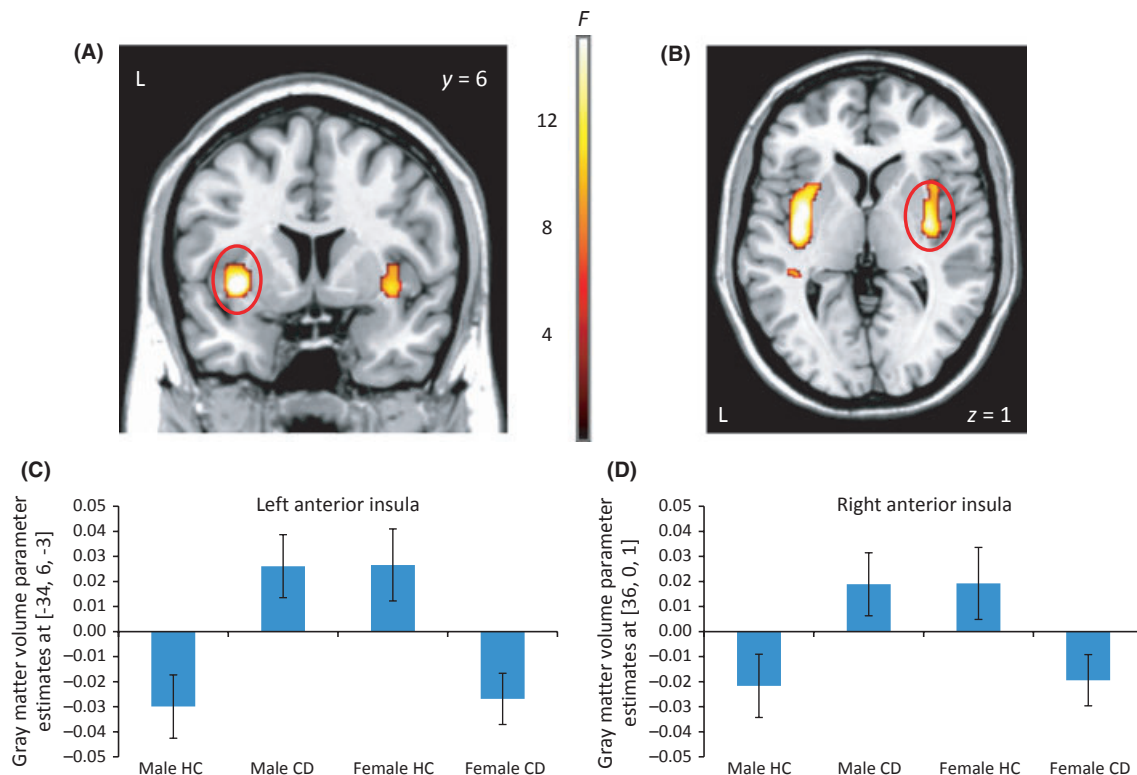 (A)
L
y = 6
F
12
8
4
(B)
L
z = 1
(C)
Left anterior insula
Gray matter volume parameter
estimates at [-34, 6, -3]
0.05
0.04
0.03
0.02
0.01
0.00
–0.01
–0.02
–0.03
–0.04
0.05
Male HC
Male CD
Female HC
Female CD
(D)
Right anterior insula
Gray matter volume parameter
estimates at [36, 0, 1]
0.05
0.04
0.03
0.02
0.01
0.00
–0.01
–0.02
–0.03
–0.04
–0.05
Male HC
Male CD
Female HC
Female CD